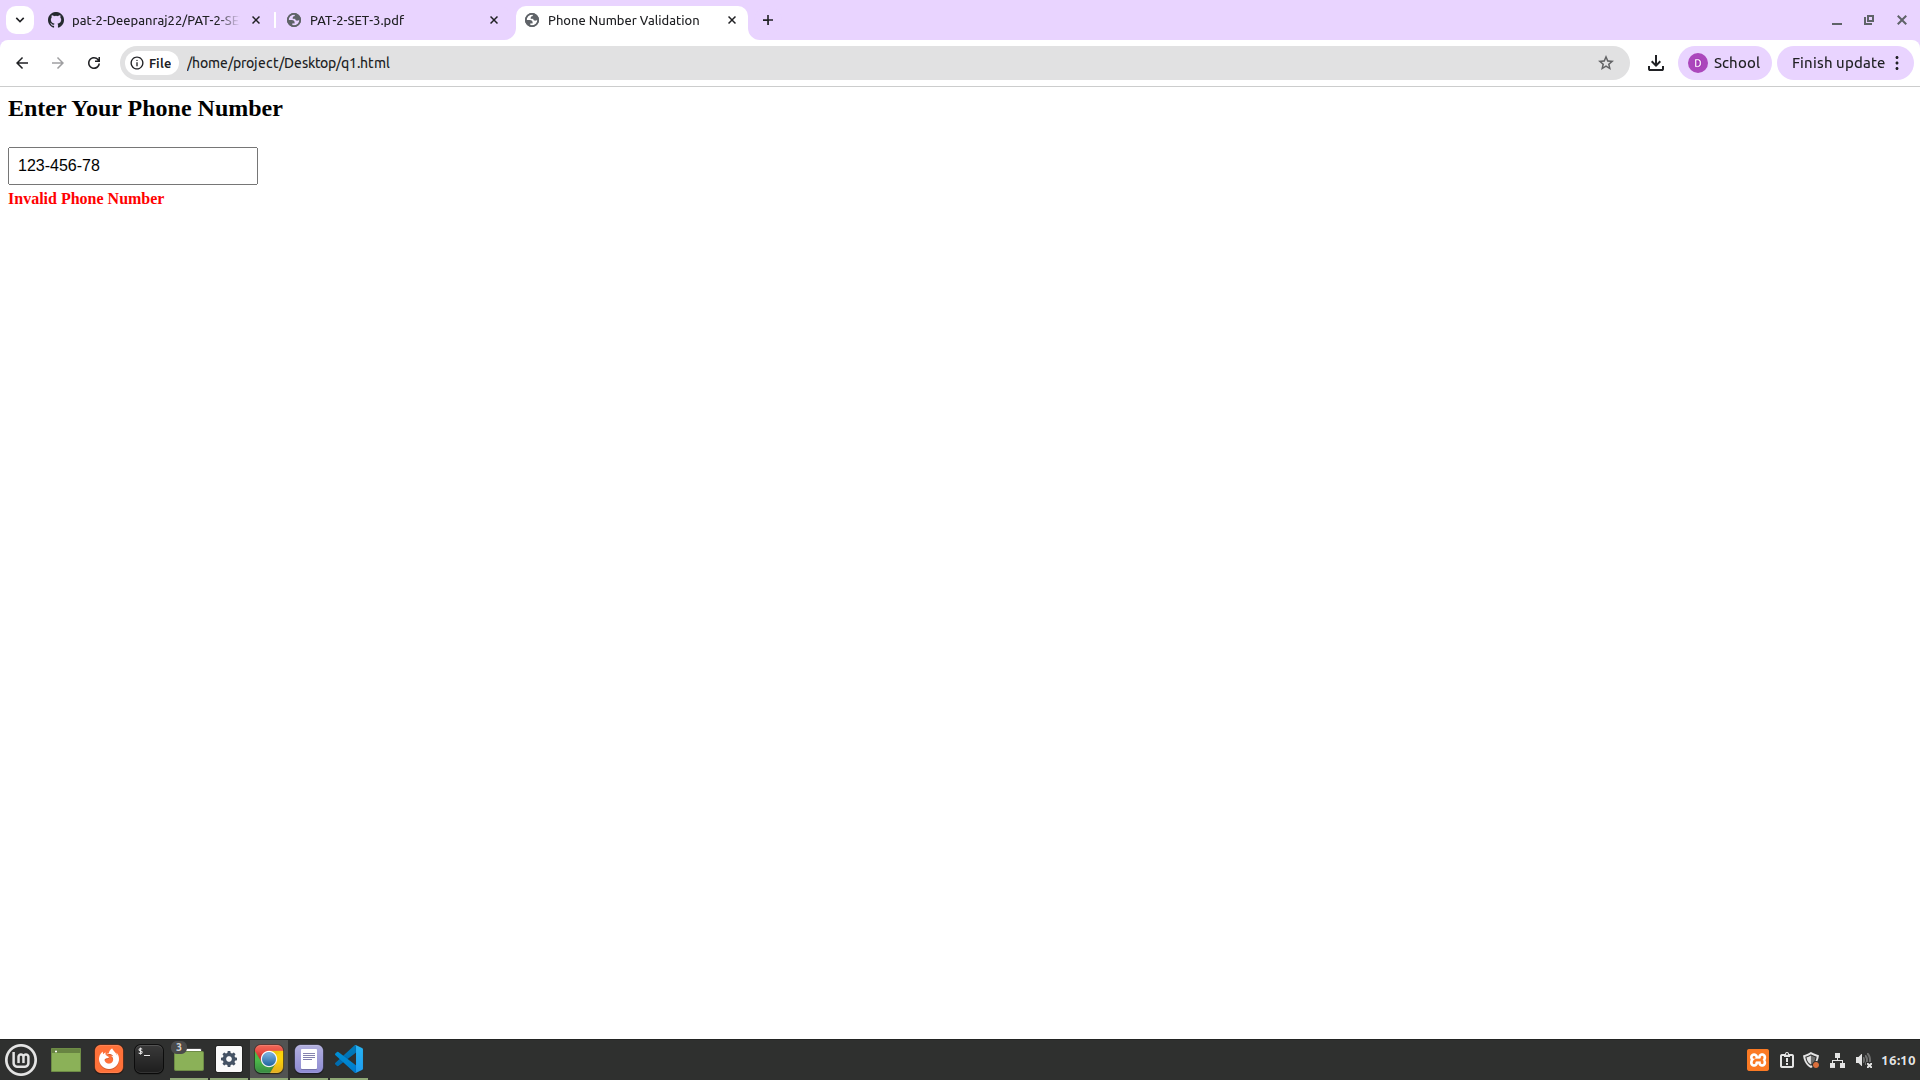 pat-2-Deepanraj22/PAT-2-SE
PAT-2-SET-3.pdf
Phone Number Validation
File
/home/project/Desktop/q1.html
D
School
Finish update
Enter Your Phone Number
123-456-78
Invalid Phone Number
$_
3
16:10